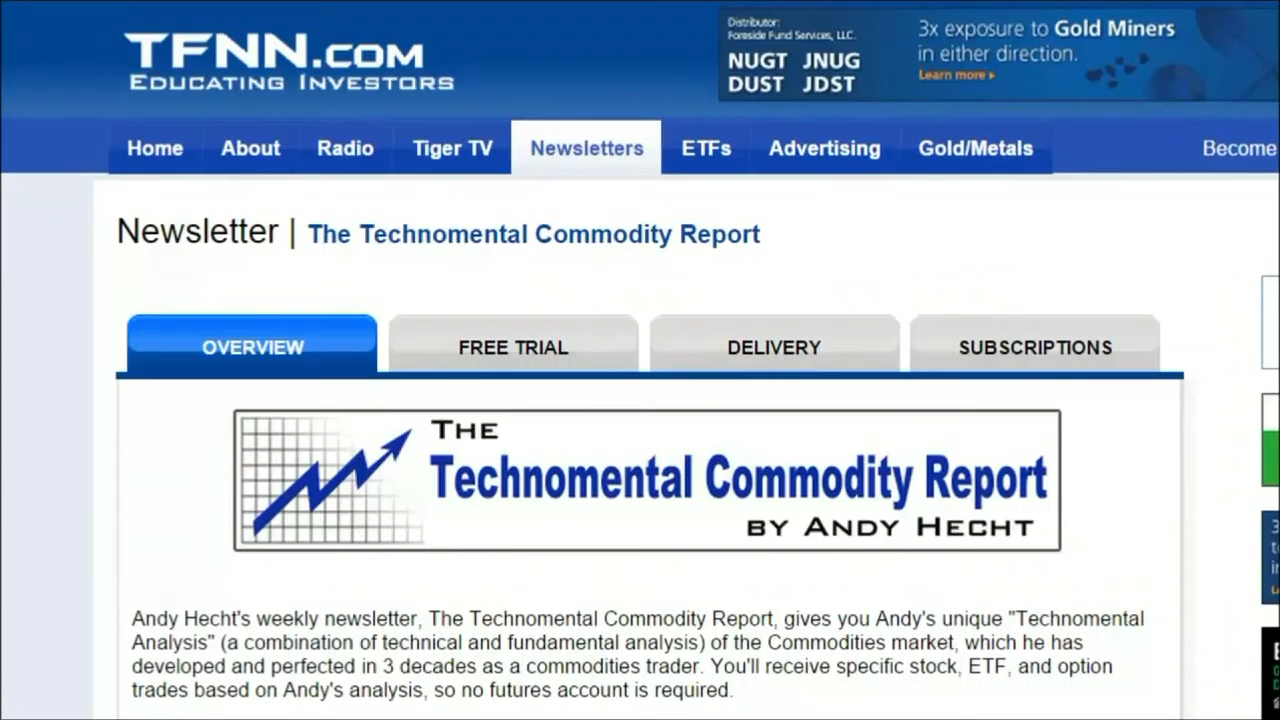 TFNN.COM
EDUCATING INVESTORS
Distributor:
Foreside Fund Services, LLC.
NUGT JNUG
DUST JDST
3x exposure to Gold Miners
in either direction.
Learn more
Home About Radio Tiger TV Newsletters ETFs Advertising Gold/Metals Become
Newsletter | The Technomental Commodity Report
OVERVIEW FREE TRIAL DELIVERY SUBSCRIPTIONS
THE
Technomental Commodity Report
BY ANDY HECHT
Andy Hecht's weekly newsletter, The Technomental Commodity Report, gives you Andy's unique "Technomental
Analysis" (a combination of technical and fundamental analysis) of the Commodities market, which he has
developed and perfected in 3 decades as a commodities trader. You'll receive specific stock, ETF, and option
trades based on Andy's analysis, so no futures account is required.